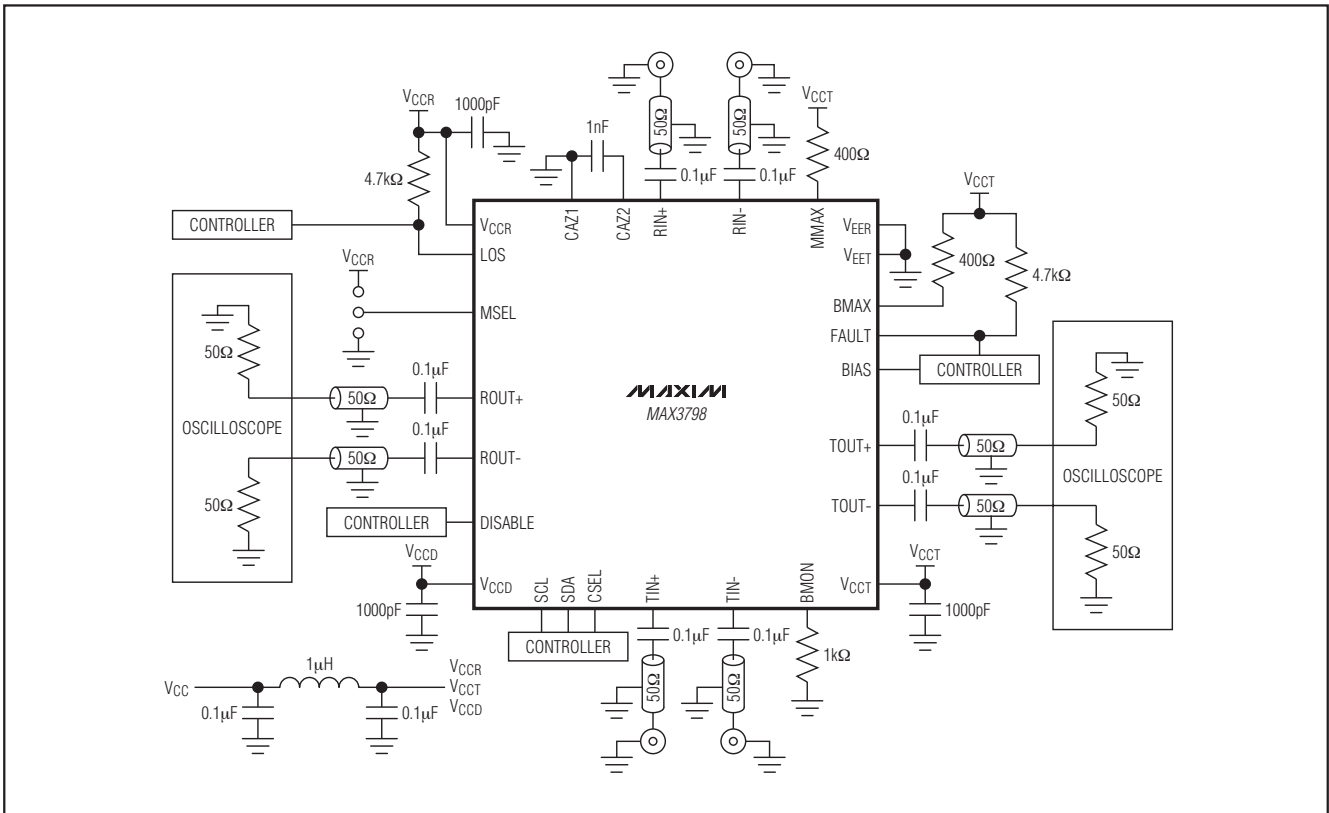 VCCR
1000pF
4.7kΩ
1nF
50Ω
50Ω
0.1µF
0.1µF
VCCT
400Ω
VCCT
400Ω
4.7kΩ
CONTROLLER
VCCR
CAZ1
CAZ2
RIN+
RIN-
MMAX
VEER
VEET
VCCR
LOS
MSEL
BMAX
FAULT
BIAS
CONTROLLER
50Ω
OSCILLOSCOPE
50Ω
50Ω
0.1µF
ROUT+
50Ω
0.1µF
ROUT-
MAXIM
MAX3798
TOUT+
0.1µF
50Ω
TOUT-
0.1µF
50Ω
50Ω
OSCILLOSCOPE
50Ω
CONTROLLER
DISABLE
VCCD
1000pF
VCCD
SCL
SDA
CSEL
TIN+
TIN-
BMON
VCCT
VCCT
1000pF
CONTROLLER
0.1µF
0.1µF
1kΩ
50Ω
50Ω
VCC
1µH
VCCR
VCCT
VCCD
0.1µF
0.1µF